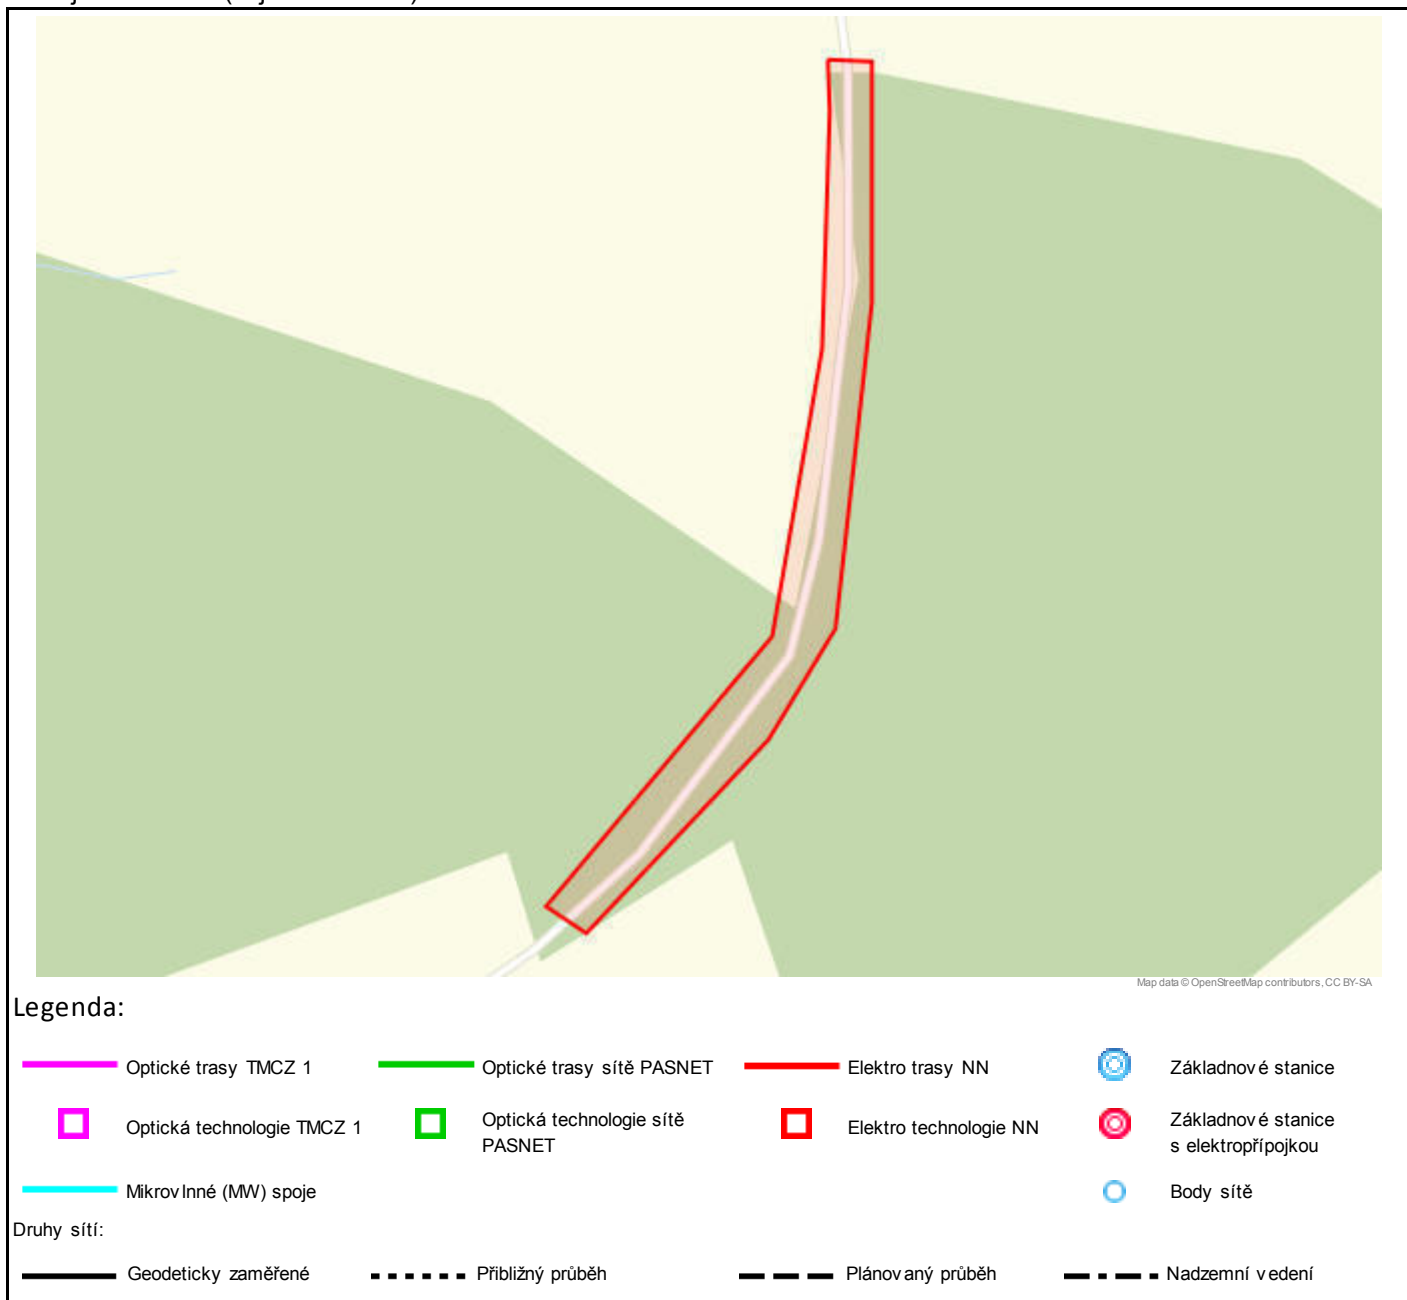 Map data © OpenStreetMap contributors, CC BY-SA
Legenda:
Optické trasy TMCZ 1
Optické trasy sítě PASNET
Elektro trasy NN
Základnové stanice
Optická technologie TMCZ 1
Optická technologie sítě
PASNET
Elektro technologie NN
Základnové stanice
s elektropřípojkou
Mikrovlnné (MW) spoje
Body sítě
Druhy sítí:
Geodeticky zaměřené
Přibližný průběh
Plánovaný průběh
Nadzemní vedení